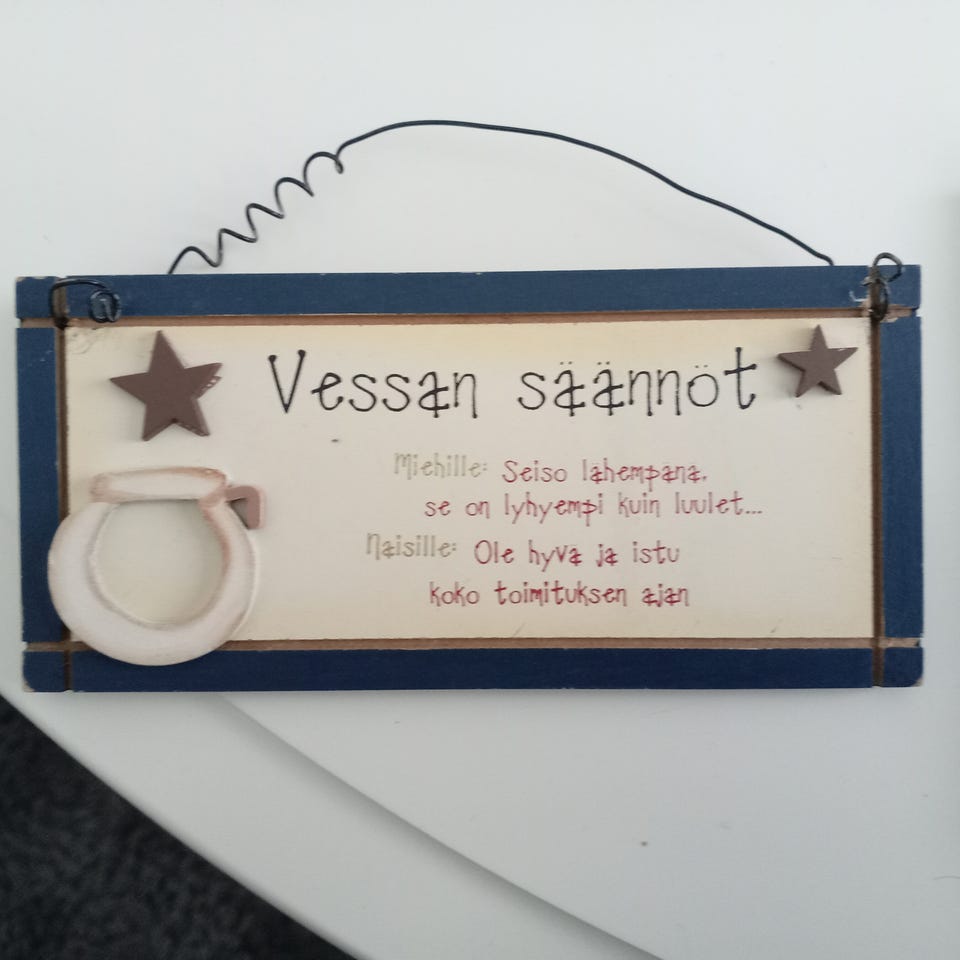 Vessan säännöt
Miehille: Seiso lähempänä,
se on lyhyempi kuin luulet...
Naisille: Ole hyvä ja istu
koko toimituksen ajan